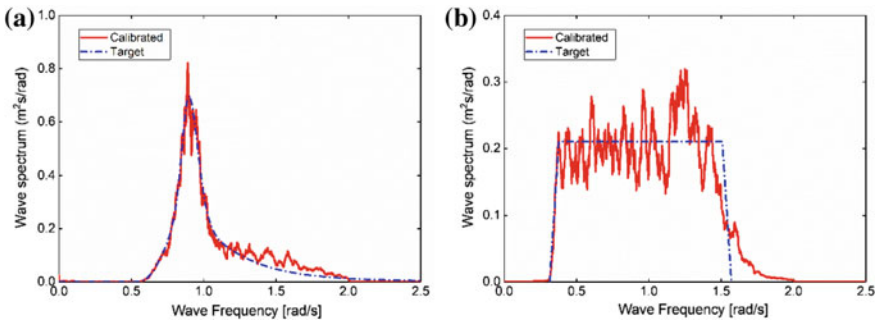 (a)
Calibrated
Target
Wave spectrum (m²s/rad)
1.0
0.8
0.6
0.4
0.2
0.0
0.0 0.5 1.0 1.5 2.0 2.5
Wave Frequency [rad/s]
(b)
Calibrated
Target
Wave spectrum (m²s/rad)
0.4
0.3
0.2
0.1
0.0
0.0 0.5 1.0 1.5 2.0 2.5
Wave Frequency [rad/s]